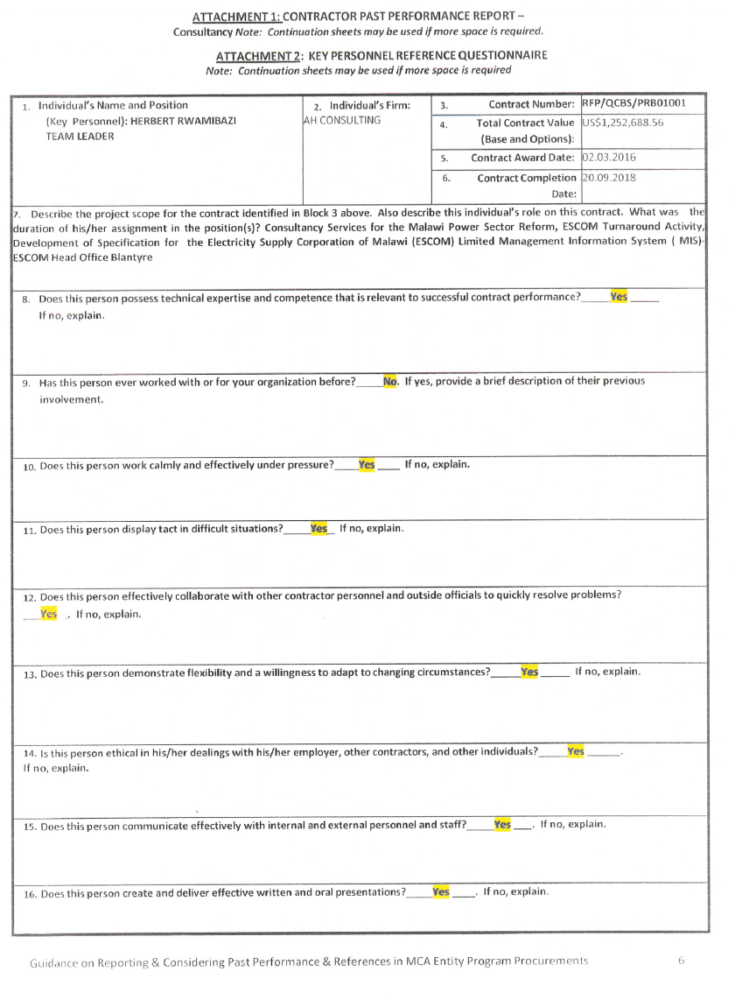 ATTACHMENT 1: CONTRACTOR PAST PERFORMANCE REPORT –
Consultancy Note: Continuation sheets may be used if more space is required.
ATTACHMENT 2: KEY PERSONNEL REFERENCE QUESTIONNAIRE
Note: Continuation sheets may be used if more space is required
1. Individual's Name and Position
(Key Personnel): HERBERT RWAMIBAZI
TEAM LEADER
2. Individual's Firm:
AH CONSULTING
3. Contract Number: RFP/QCBS/PRB01001
4. Total Contract Value US$1,252,688.56
(Base and Options):
5. Contract Award Date: 02.03.2016
6. Contract Completion 20.09.2018
Date:
7. Describe the project scope for the contract identified in Block 3 above. Also describe this individual's role on this contract. What was the
duration of his/her assignment in the position(s)? Consultancy Services for the Malawi Power Sector Reform, ESCOM Turnaround Activity,
Development of Specification for the Electricity Supply Corporation of Malawi (ESCOM) Limited Management Information System ( MIS)-
ESCOM Head Office Blantyre
8. Does this person possess technical expertise and competence that is relevant to successful contract performance?_____Yes_____
If no, explain.
9. Has this person ever worked with or for your organization before?_____No. If yes, provide a brief description of their previous
involvement.
10. Does this person work calmly and effectively under pressure?____Yes____ If no, explain.
11. Does this person display tact in difficult situations?_____Yes_ If no, explain.
12. Does this person effectively collaborate with other contractor personnel and outside officials to quickly resolve problems?
___Yes_. If no, explain.
13. Does this person demonstrate flexibility and a willingness to adapt to changing circumstances?_____Yes_____ If no, explain.
14. Is this person ethical in his/her dealings with his/her employer, other contractors, and other individuals?_____Yes______.
If no, explain.
15. Does this person communicate effectively with internal and external personnel and staff?_____Yes___. If no, explain.
16. Does this person create and deliver effective written and oral presentations?_____Yes____. If no, explain.
Guidance on Reporting & Considering Past Performance & References in MCA Entity Program Procurements 6